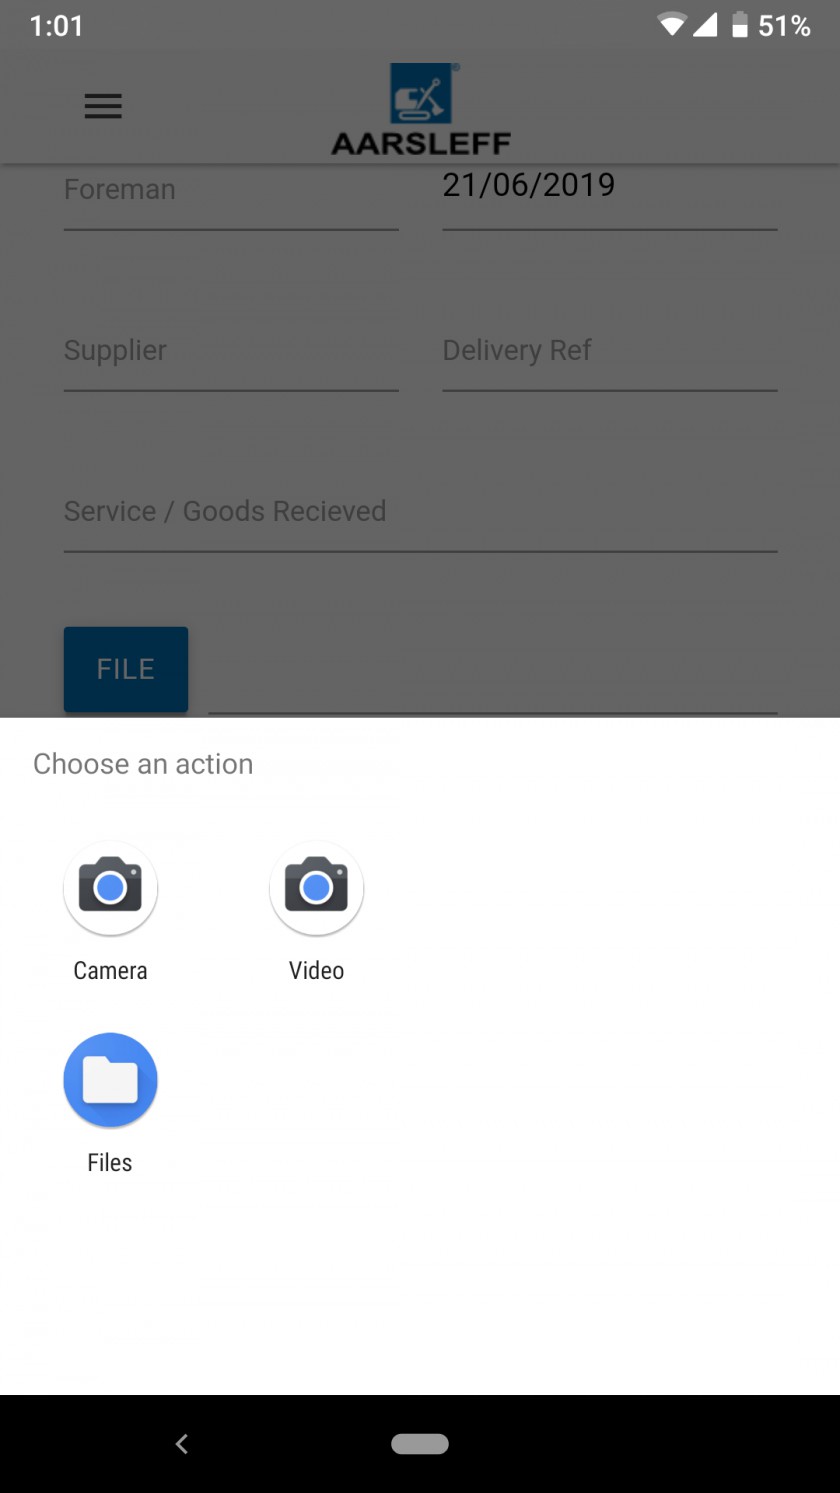 1:01
51%
AARSLEFF
Foreman
21/06/2019
Supplier
Delivery Ref
Service / Goods Recieved
FILE
Choose an action
Camera
Video
Files